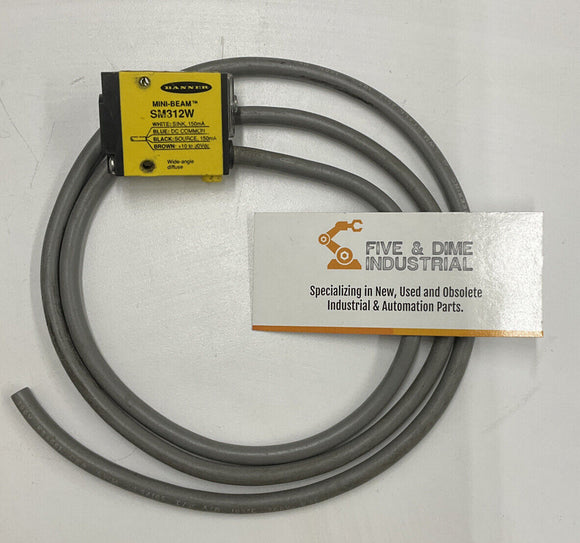 BANNER
MINI-BEAM™
SM312W
WHITE: SINK, 150mA
BLUE: DC COMMON
BLACK: SOURCE, 150mA
BROWN: +10 to 30Vdc
Wide-angle
diffuse
FIVE & DIME
INDUSTRIAL
Specializing in New, Used and Obsolete
Industrial & Automation Parts.